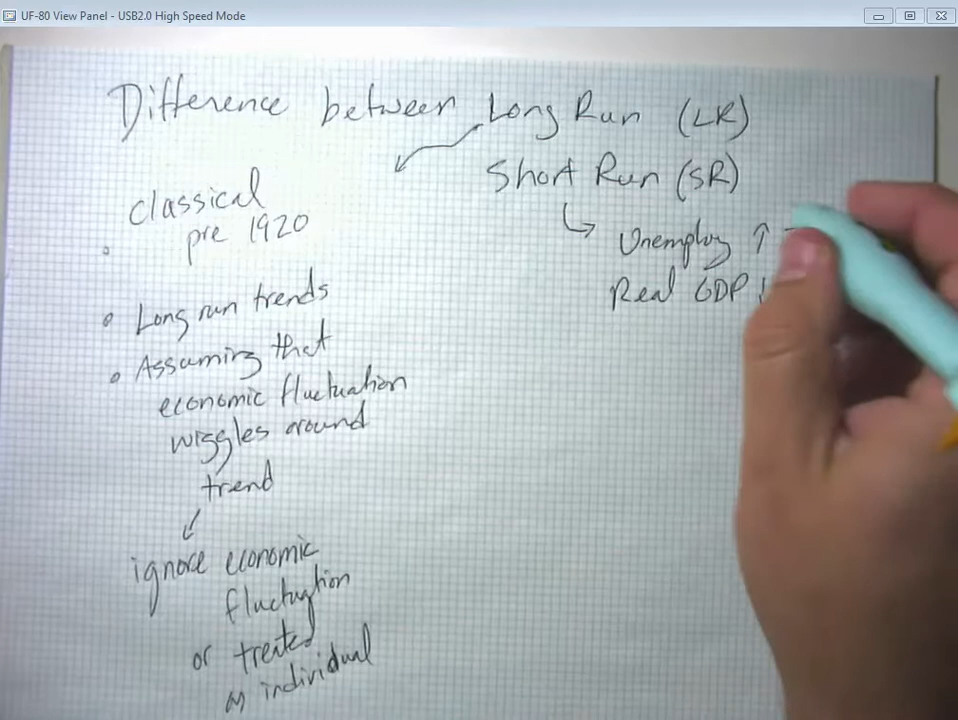 UF-80 View Panel - USB2.0 High Speed Mode
Difference between Long Run (LR)
Short Run (SR)
classical
pre 1920
Unemploy ↑
Real GDP ↓
Long run trends
Assuming that
economic fluctuation
wiggles around
trend
ignore economic
fluctuation
or treated
as individual